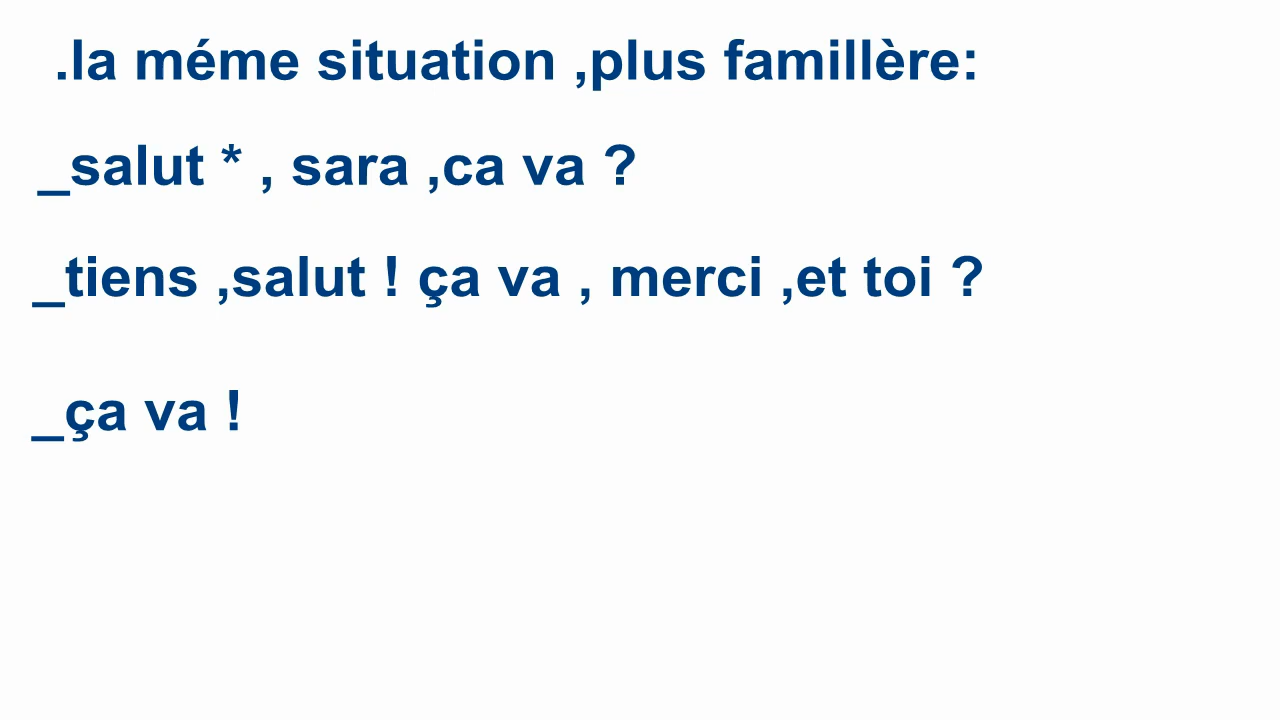 .la méme situation ,plus famillère:
_salut * , sara ,ca va ?
_tiens ,salut ! ça va , merci ,et toi ?
_ça va !